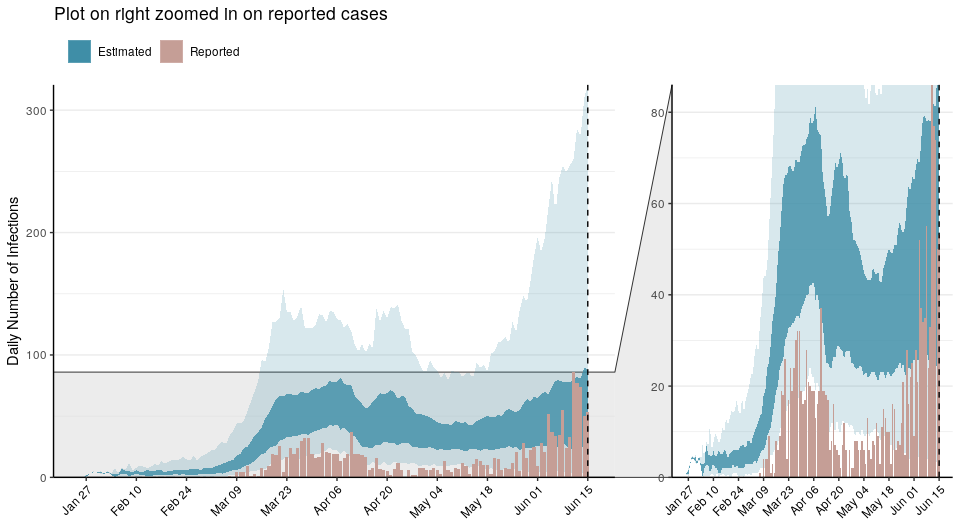 Plot on right zoomed in on reported cases
Estimated Reported
Daily Number of Infections
300
200
100
0
Jan 27 Feb 10 Feb 24 Mar 09 Mar 23 Apr 06 Apr 20 May 04 May 18 Jun 01 Jun 15
80
60
40
20
0
Jan 27 Feb 10 Feb 24 Mar 09 Mar 23 Apr 06 Apr 20 May 04 May 18 Jun 01 Jun 15